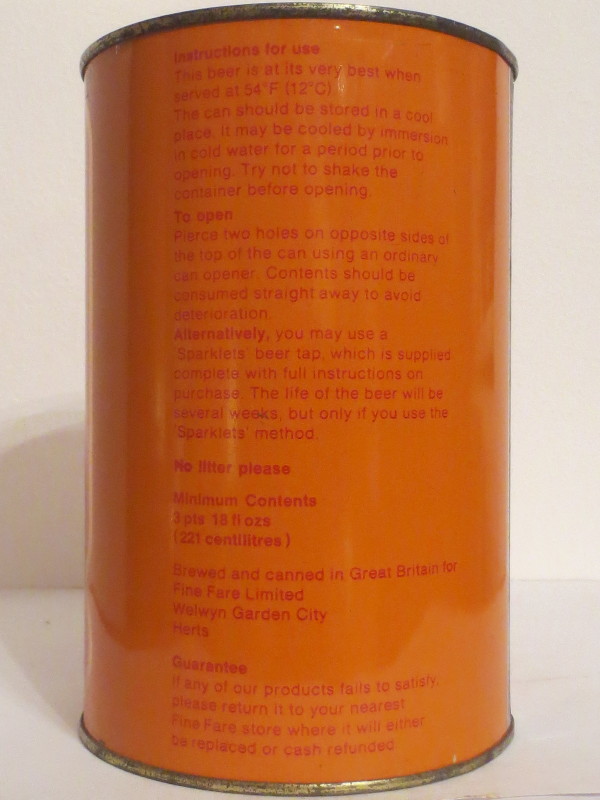 Instructions for use
This beer is at its very best when
served at 54°F (12°C)
The can should be stored in a cool
place. It may be cooled by immersion
in cold water for a period prior to
opening. Try not to shake the
container before opening.
To open
Pierce two holes on opposite sides of
the top of the can using an ordinary
can opener. Contents should be
consumed straight away to avoid
deterioration.
Alternatively, you may use a
'Sparklets' beer tap, which is supplied
complete with full instructions on
purchase. The life of the beer will be
several weeks, but only if you use the
'Sparklets' method.
No litter please
Minimum Contents
3 pts 18 fl ozs
(221 centilitres)
Brewed and canned in Great Britain for
Fine Fare Limited
Welwyn Garden City
Herts
Guarantee
If any of our products fails to satisfy,
please return it to your nearest
Fine Fare store where it will either
be replaced or cash refunded